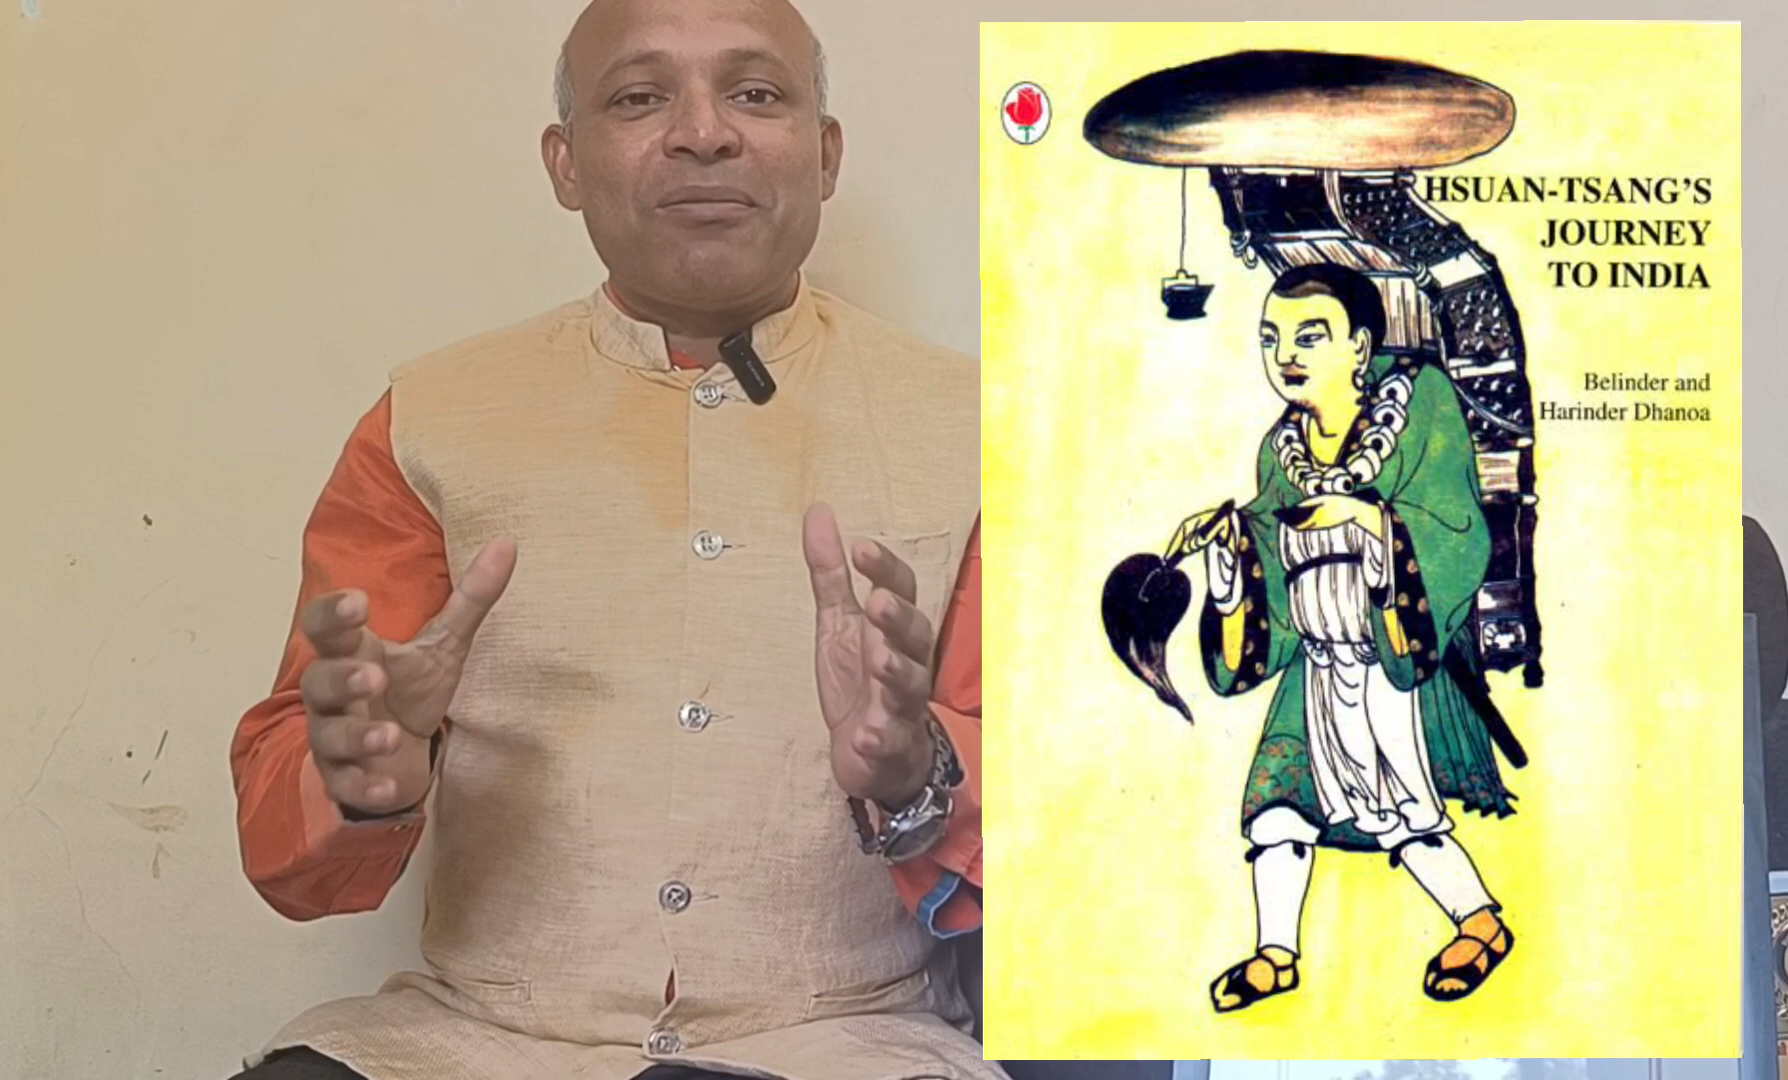 HSUAN-TSANG'S
JOURNEY
TO INDIA
Belinder and
Harinder Dhanoa